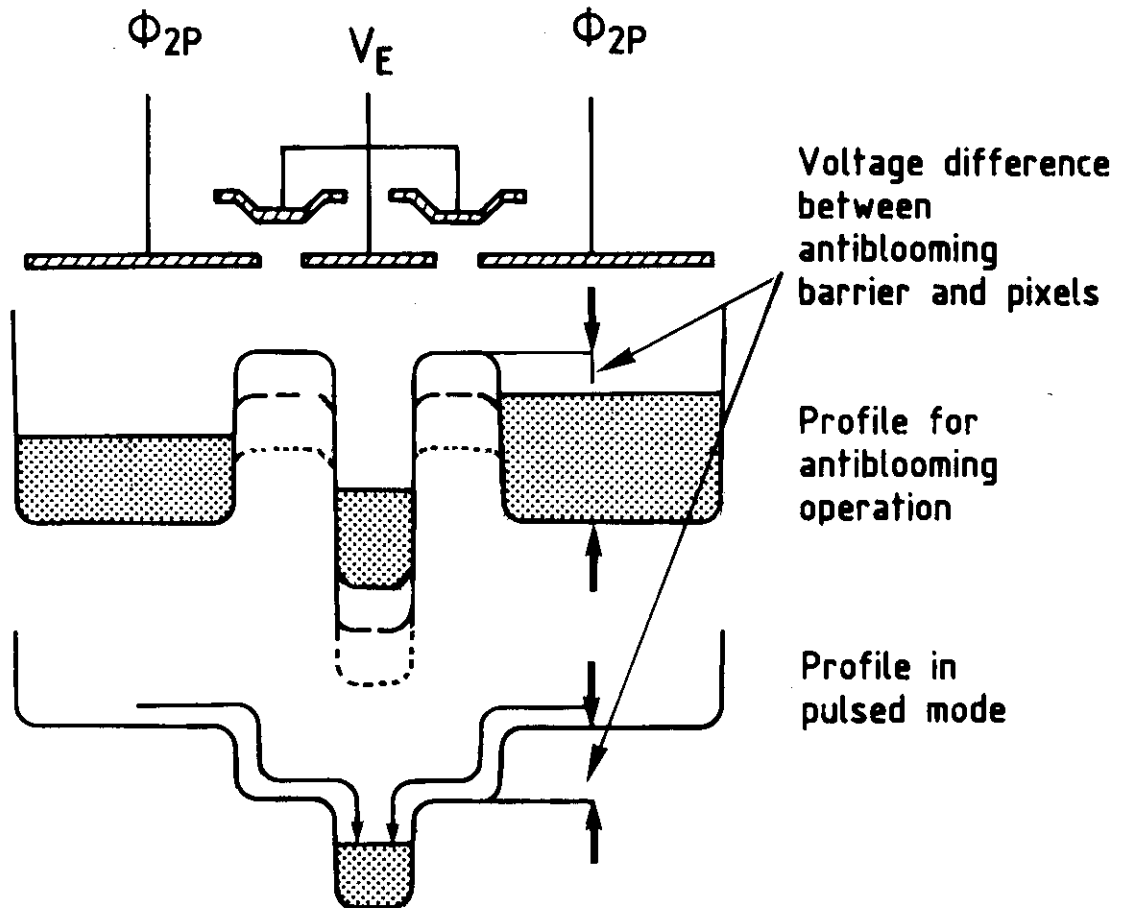 Φ2P
VE
Φ2P
Voltage difference
between
antiblooming
barrier and pixels
Profile for
antiblooming
operation
Profile in
pulsed mode